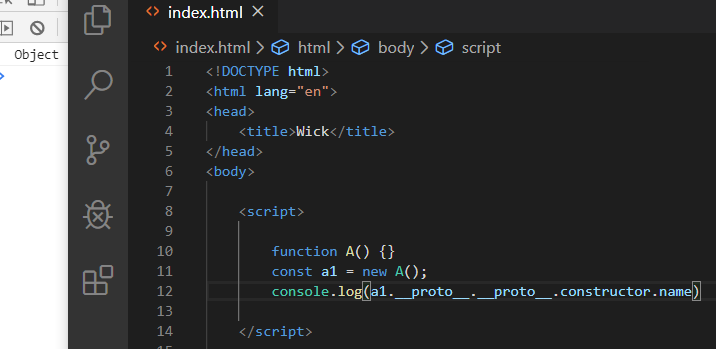 Object
index.html
index.html > html > body > script
1 <!DOCTYPE html>
2 <html lang="en">
3 <head>
4 <title>Wick</title>
5 </head>
6 <body>
7
8 <script>
9
10 function A() {}
11 const a1 = new A();
12 console.log(a1.__proto__.__proto__.constructor.name)
13
14 </script>